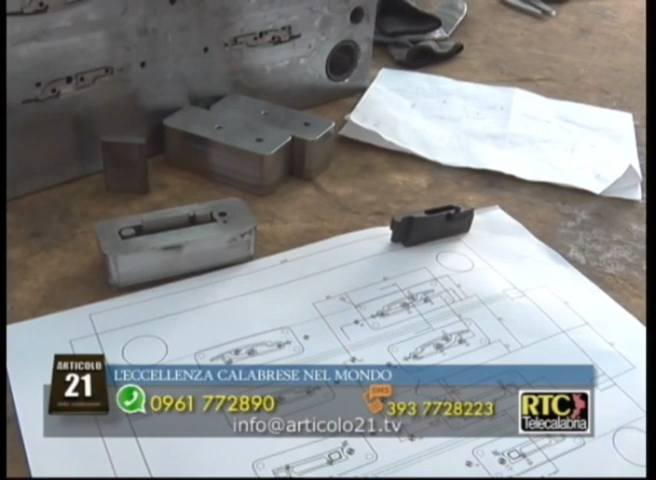 ARTICOLO
21
L'ECCELLENZA CALABRESE NEL MONDO
0961 772890
SMS
393 7728223
info@articolo21.tv
RTC
Telecalabria